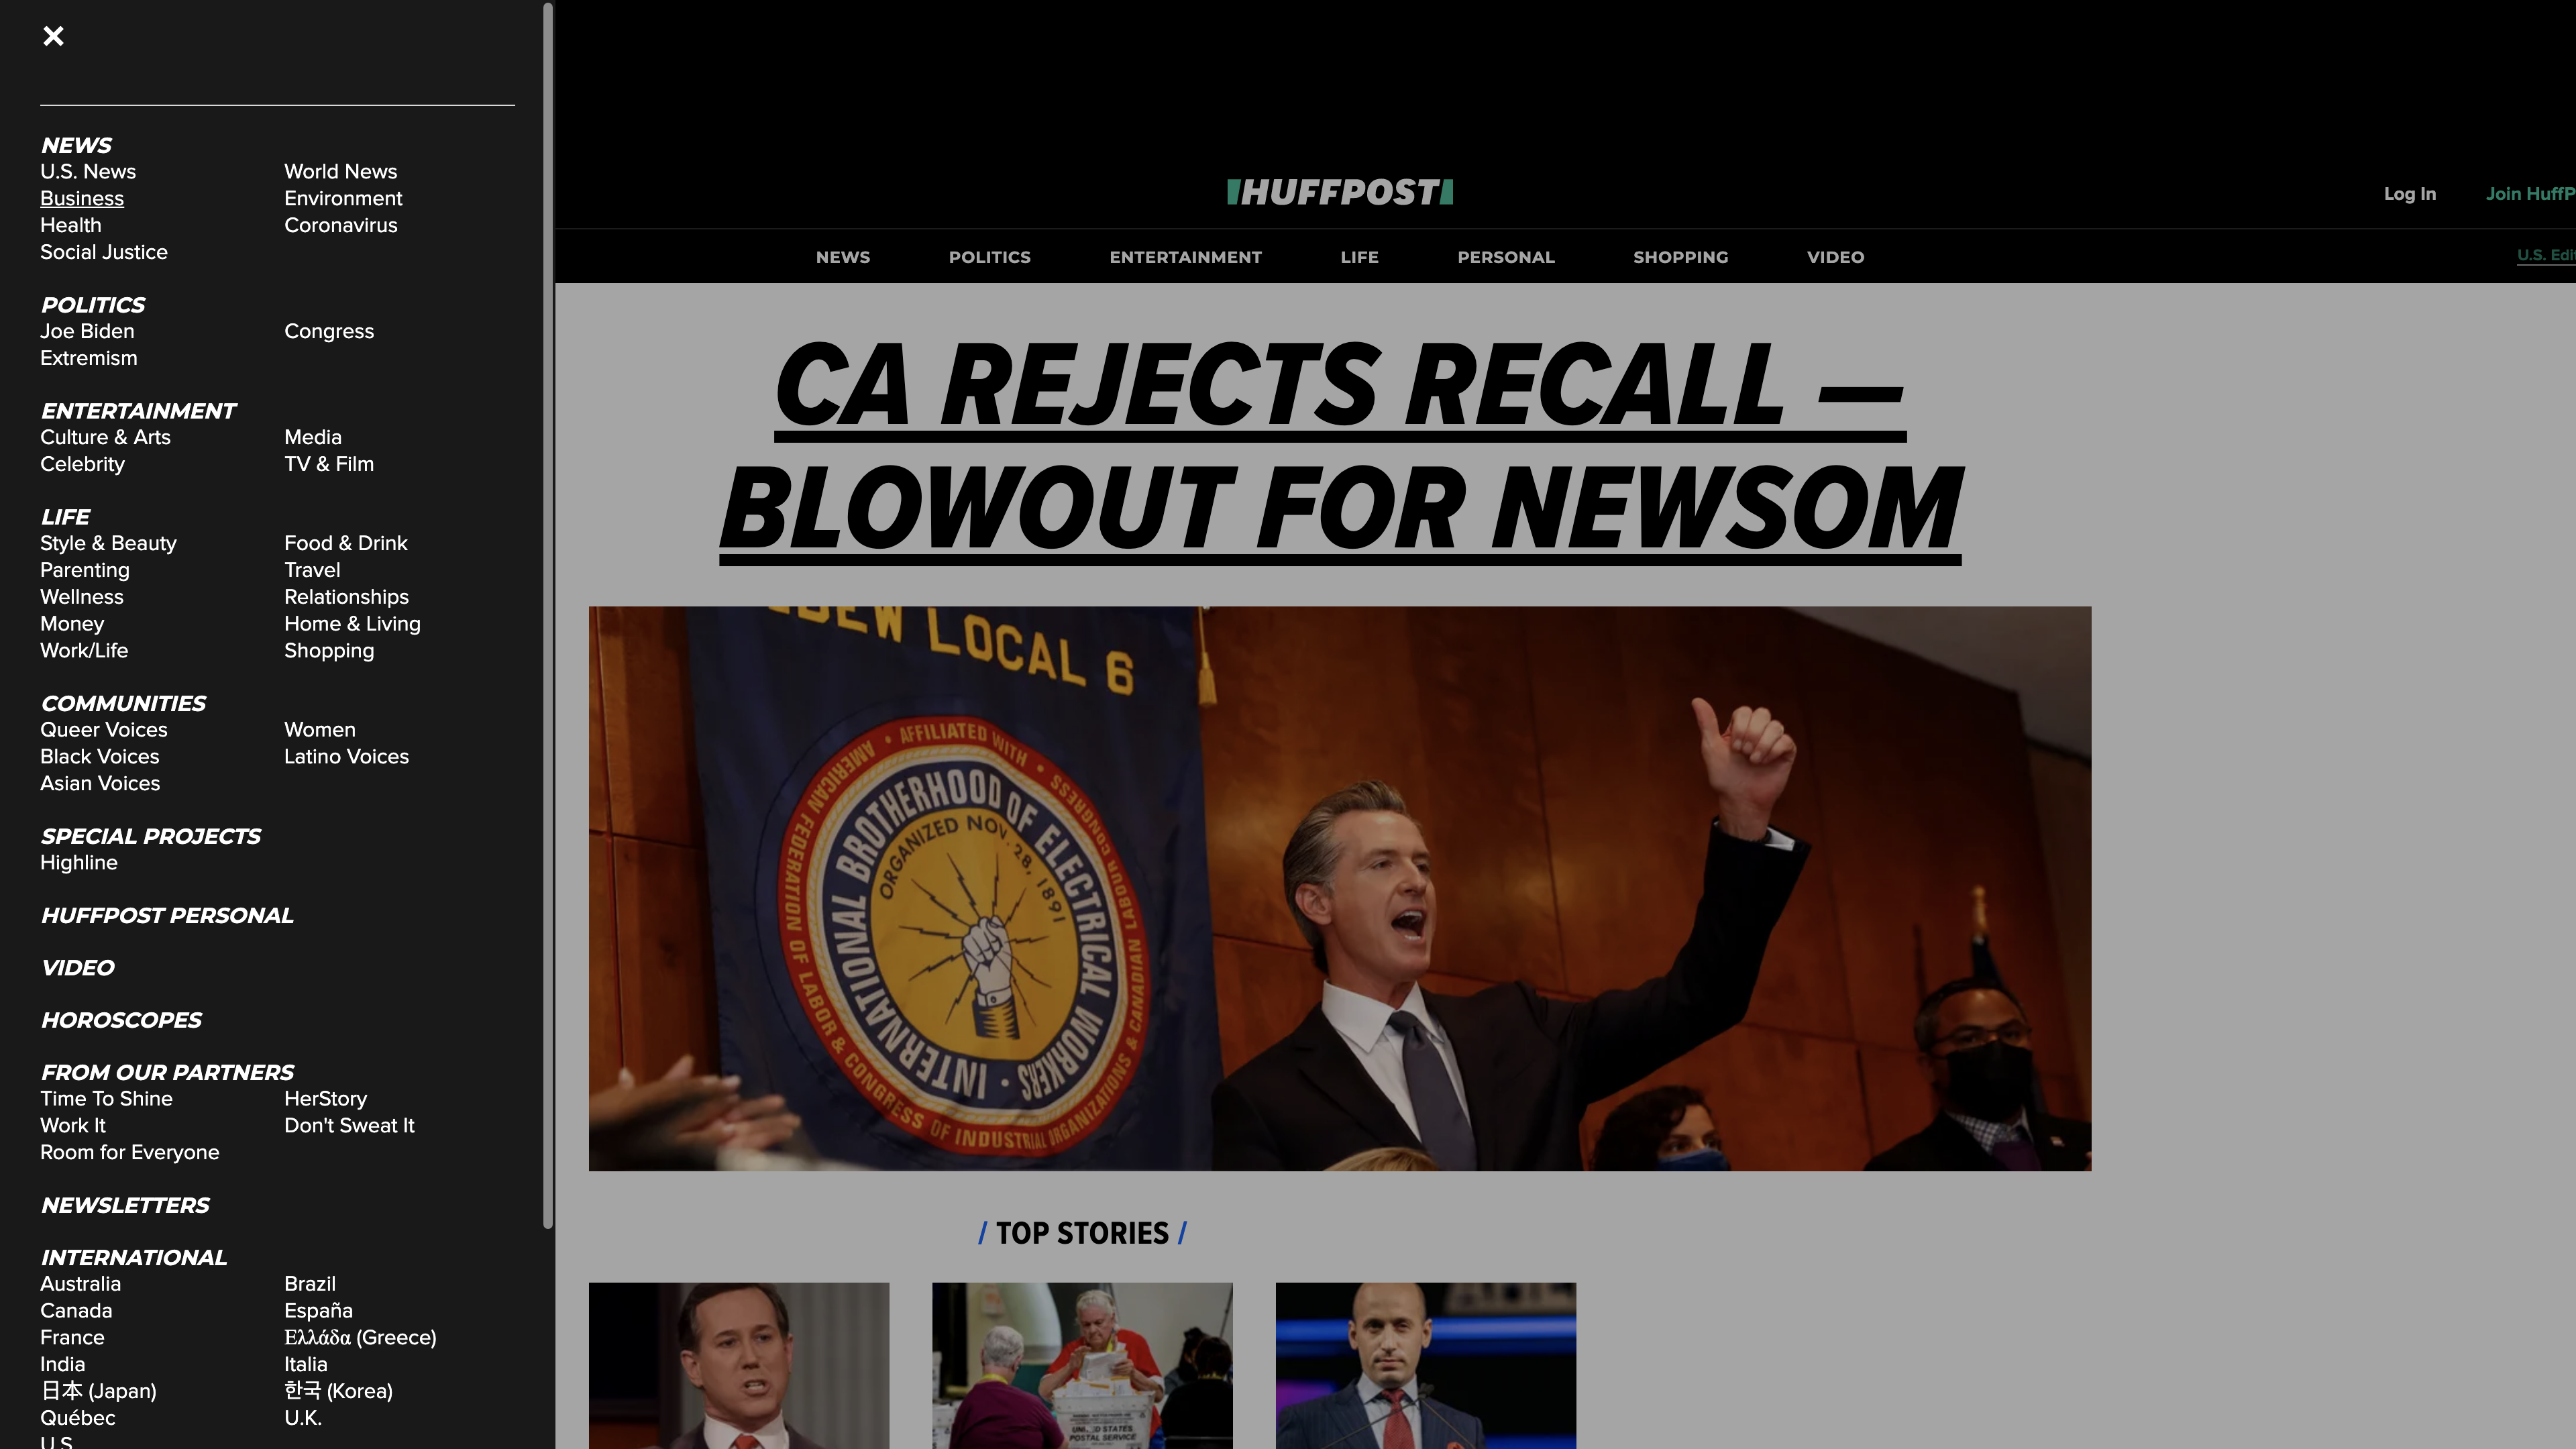 ×
NEWS
U.S. News World News
Business Environment
Health Coronavirus
Social Justice
POLITICS
Joe Biden Congress
Extremism
ENTERTAINMENT
Culture & Arts Media
Celebrity TV & Film
LIFE
Style & Beauty Food & Drink
Parenting Travel
Wellness Relationships
Money Home & Living
Work/Life Shopping
COMMUNITIES
Queer Voices Women
Black Voices Latino Voices
Asian Voices
SPECIAL PROJECTS
Highline
HUFFPOST PERSONAL
VIDEO
HOROSCOPES
FROM OUR PARTNERS
Time To Shine HerStory
Work It Don't Sweat It
Room for Everyone
NEWSLETTERS
INTERNATIONAL
Australia Brazil
Canada España
France Ελλάδα (Greece)
India Italia
日本 (Japan) 한국 (Korea)
Québec U.K.
U.S.
HUFFPOST
Log In Join HuffP
NEWS POLITICS ENTERTAINMENT LIFE PERSONAL SHOPPING VIDEO
U.S. Edi
CA REJECTS RECALL —
BLOWOUT FOR NEWSOM
LOCAL 6
AFFILIATED WITH
AMERICAN FEDERATION OF LABOR & CONGRESS OF INDUSTRIAL ORGANIZATIONS & CANADIAN LABOUR CONGRESS
INTERNATIONAL BROTHERHOOD OF ELECTRICAL WORKERS
ORGANIZED NOV. 28, 1891
/ TOP STORIES /
UNITED STATES
POSTAL SERVICE